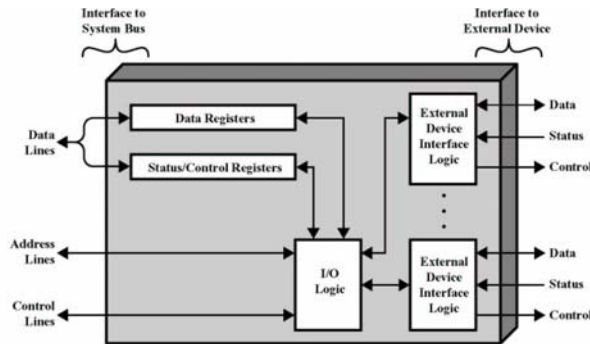 Interface to
System Bus
Interface to
External Device
Data
Lines
Data Registers
Status/Control Registers
External
Device
Interface
Logic
Data
Status
Control
Address
Lines
I/O
Logic
External
Device
Interface
Logic
Data
Status
Control
Control
Lines